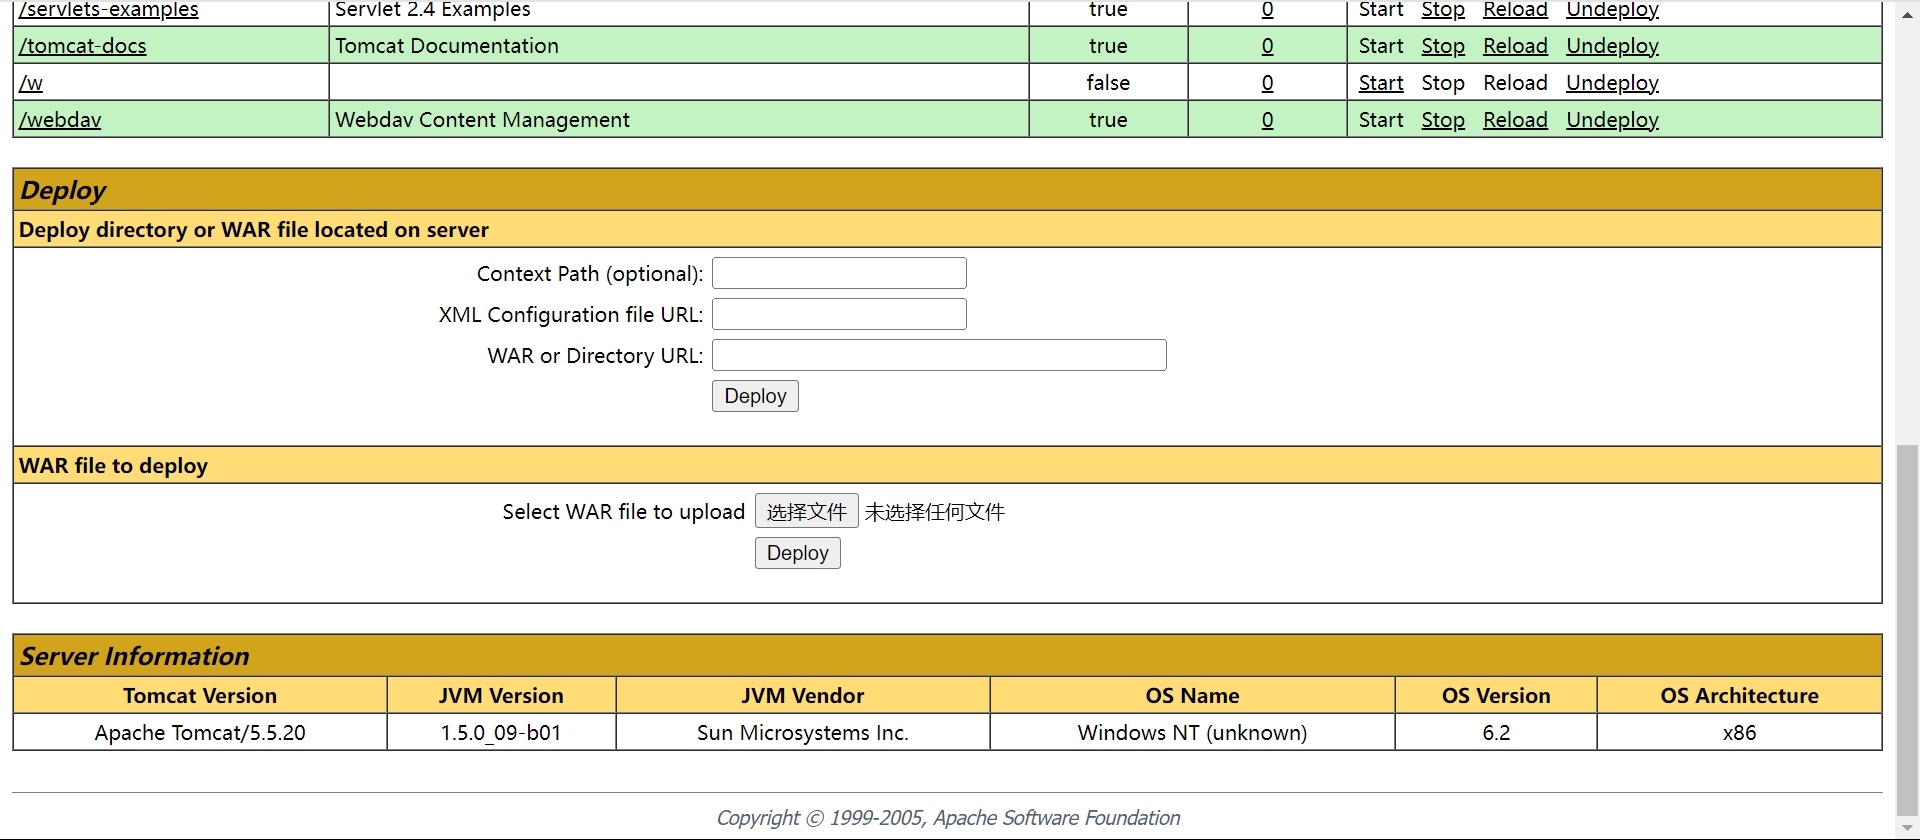 /servlets-examples Servlet 2.4 Examples true 0 Start Stop Reload Undeploy
/tomcat-docs Tomcat Documentation true 0 Start Stop Reload Undeploy
/w false 0 Start Stop Reload Undeploy
/webdav Webdav Content Management true 0 Start Stop Reload Undeploy
Deploy
Deploy directory or WAR file located on server
Context Path (optional):
XML Configuration file URL:
WAR or Directory URL:
Deploy
WAR file to deploy
Select WAR file to upload 选择文件 未选择任何文件
Deploy
Server Information
Tomcat Version JVM Version JVM Vendor OS Name OS Version OS Architecture
Apache Tomcat/5.5.20 1.5.0_09-b01 Sun Microsystems Inc. Windows NT (unknown) 6.2 x86
Copyright © 1999-2005, Apache Software Foundation